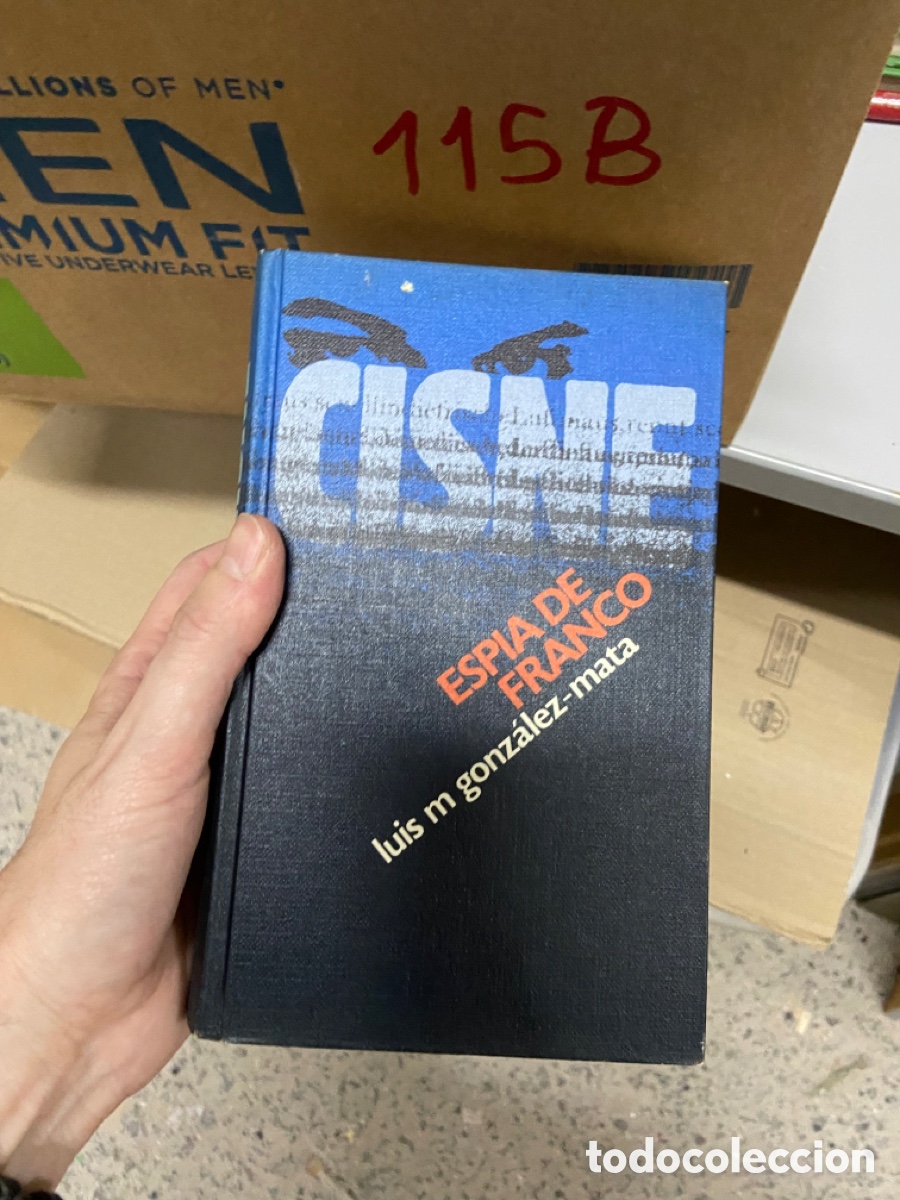 LLIONS OF MEN®
EN
MIUM FIT
IVE UNDERWEAR LE
115B
CISNE
ESPIA DE
FRANCO
luis m gonzález-mata
todocoleccion